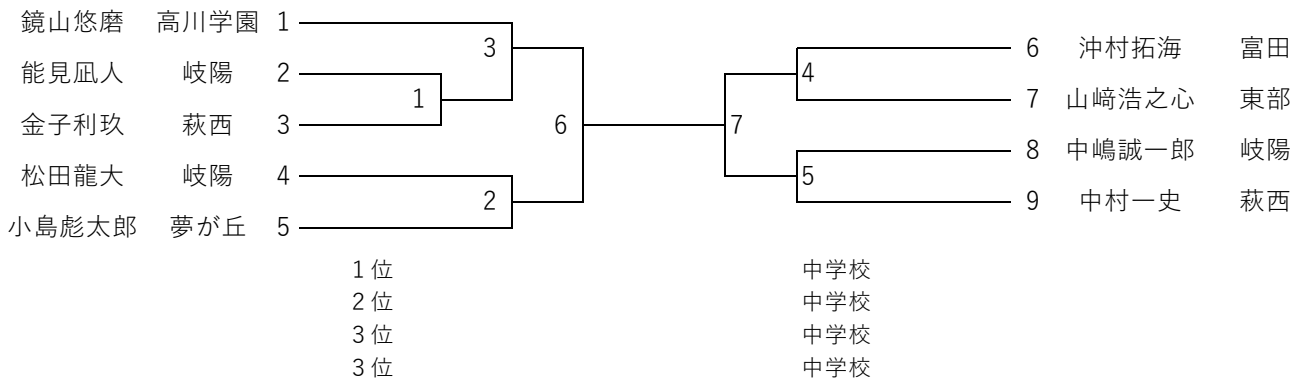 鏡山悠磨 高川学園 1
3
6 沖村拓海 富田
能見凪人 岐陽 2
4
1
7 山﨑浩之心 東部
金子利玖 萩西 3
6
7
8 中嶋誠一郎 岐陽
松田龍大 岐陽 4
5
2
9 中村一史 萩西
小島彪太郎 夢が丘 5
1位 中学校
2位 中学校
3位 中学校
3位 中学校